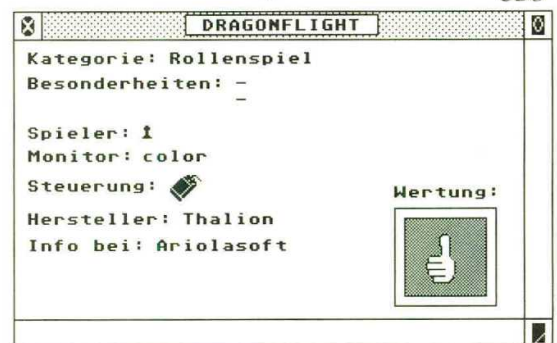 DRAGONFLIGHT
Kategorie: Rollenspiel
Besonderheiten: –
–
Spieler: 1
Monitor: color
Steuerung:
Wertung:
Hersteller: Thalion
Info bei: Ariolasoft